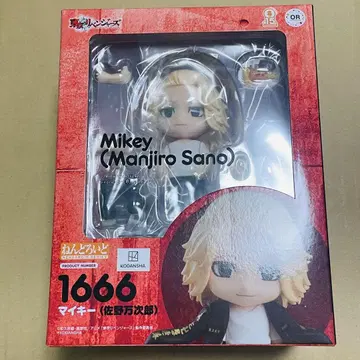 東京リベンジャーズ
OR
Mikey
(Manjiro Sano)
ねんどろいど
PRODUCT NUMBER
KODANSHA
1666
マイキー(佐野万次郎)